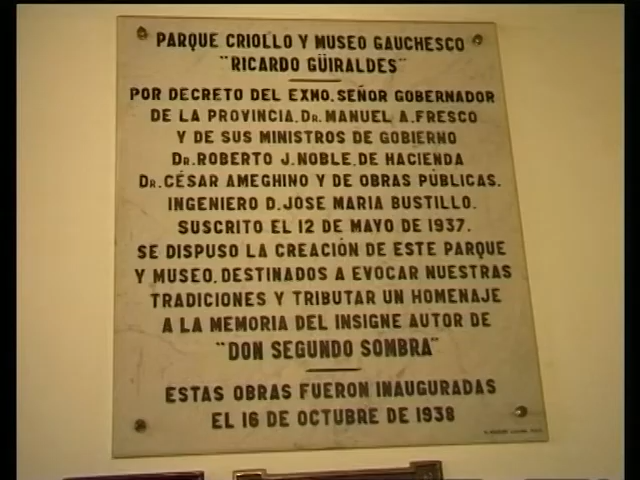 PARQUE CRIOLLO Y MUSEO GAUCHESCO
"RICARDO GÜIRALDES"
POR DECRETO DEL EXMO. SEÑOR GOBERNADOR
DE LA PROVINCIA. DR. MANUEL A. FRESCO
Y DE SUS MINISTROS DE GOBIERNO
DR. ROBERTO J. NOBLE, DE HACIENDA
DR. CÉSAR AMEGHINO Y DE OBRAS PÚBLICAS.
INGENIERO D. JOSE MARIA BUSTILLO.
SUSCRITO EL 12 DE MAYO DE 1937.
SE DISPUSO LA CREACIÓN DE ESTE PARQUE
Y MUSEO, DESTINADOS A EVOCAR NUESTRAS
TRADICIONES Y TRIBUTAR UN HOMENAJE
A LA MEMORIA DEL INSIGNE AUTOR DE
"DON SEGUNDO SOMBRA"
ESTAS OBRAS FUERON INAUGURADAS
EL 16 DE OCTUBRE DE 1938